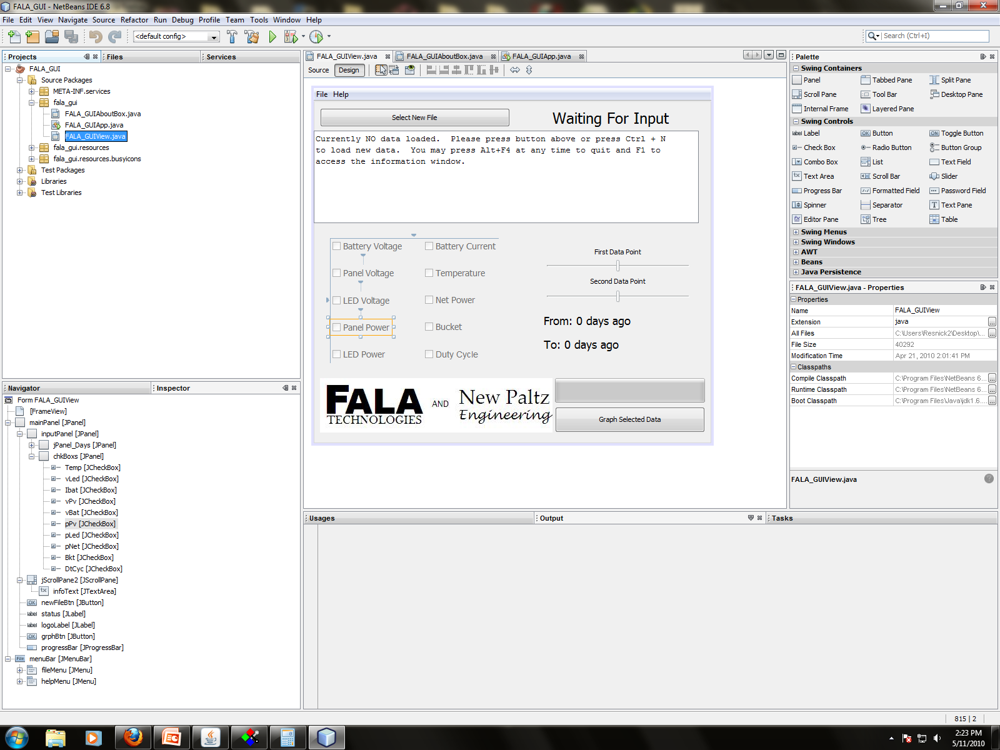 FALA_GUI - NetBeans IDE 6.8
File Edit View Navigate Source Refactor Run Debug Profile Team Tools Window Help
<default config>
Search (Ctrl+I)
Projects Files Services
FALA_GUI
Source Packages
META-INF.services
fala_gui
FALA_GUIAboutBox.java
FALA_GUIApp.java
FALA_GUIView.java
fala_gui.resources
fala_gui.resources.busyicons
Test Packages
Libraries
Test Libraries
Navigator Inspector
Form FALA_GUIView
[FrameView]
mainPanel [JPanel]
inputPanel [JPanel]
jPanel_Days [JPanel]
chkBoxs [JPanel]
Temp [JCheckBox]
vLed [JCheckBox]
Ibat [JCheckBox]
vPv [JCheckBox]
vBat [JCheckBox]
pPv [JCheckBox]
pLed [JCheckBox]
pNet [JCheckBox]
Bkt [JCheckBox]
DtCyc [JCheckBox]
jScrollPane2 [JScrollPane]
infoText [JTextArea]
OK newFileBtn [JButton]
label status [JLabel]
label logoLabel [JLabel]
OK grphBtn [JButton]
progressBar [JProgressBar]
File menuBar [JMenuBar]
fileMenu [JMenu]
helpMenu [JMenu]
FALA_GUIView.java FALA_GUIAboutBox.java FALA_GUIApp.java
Source Design
File Help
Select New File
Waiting For Input
Currently NO data loaded. Please press button above or press Ctrl + N
to load new data. You may press Alt+F4 at any time to quit and F1 to
access the information window.
Battery Voltage Battery Current
Panel Voltage Temperature
LED Voltage Net Power
Panel Power Bucket
LED Power Duty Cycle
First Data Point
Second Data Point
From: 0 days ago
To: 0 days ago
FALA
TECHNOLOGIES
AND
New Paltz
Engineering
Graph Selected Data
Usages Output Tasks
Palette
Swing Containers
Panel Tabbed Pane Split Pane
Scroll Pane Tool Bar Desktop Pane
Internal Frame Layered Pane
Swing Controls
label Label OK Button ON Toggle Button
Check Box Radio Button Button Group
Combo Box List Text Field
Text Area Scroll Bar Slider
Progress Bar Formatted Field Password Field
Spinner Separator T Text Pane
Editor Pane Tree Table
Swing Menus
Swing Windows
AWT
Beans
Java Persistence
FALA_GUIView.java - Properties
Properties
Name FALA_GUIView
Extension java ...
All Files C:\Users\Resnick2\Desktop\... ...
File Size 40292
Modification Time Apr 21, 2010 2:01:41 PM
Classpaths
Compile Classpath C:\Program Files\NetBeans 6... ...
Runtime Classpath C:\Program Files\NetBeans 6... ...
Boot Classpath C:\Program Files\Java\jdk1.6.... ...
FALA_GUIView.java
815 | 2
2:23 PM
5/11/2010